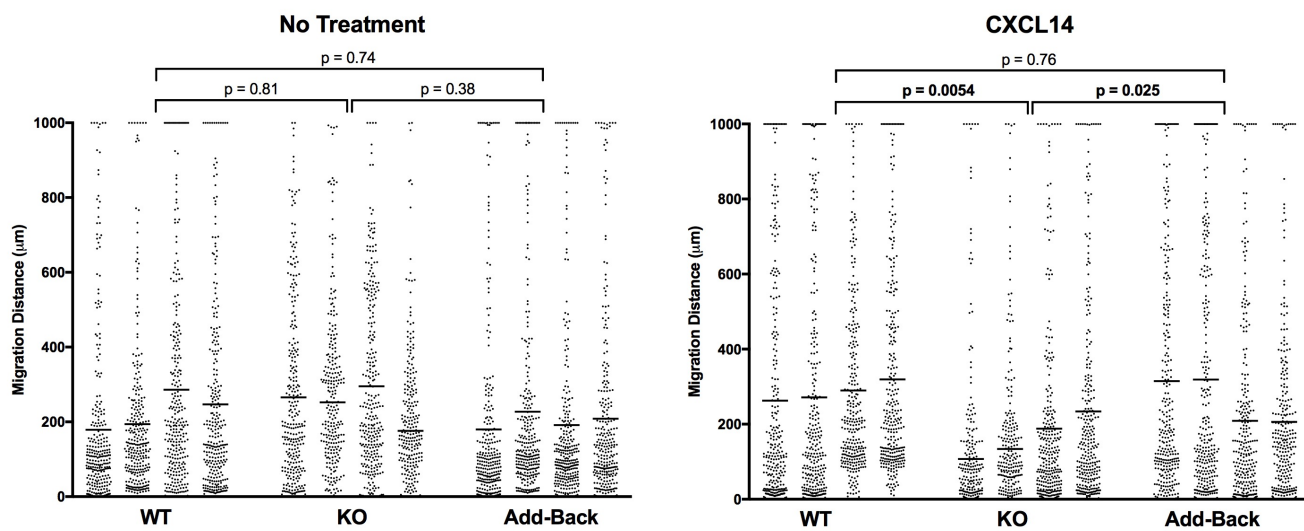 No Treatment
p = 0.74
p = 0.81
p = 0.38
Migration Distance (μm)
1000
800
600
400
200
0
WT
KO
Add-Back
CXCL14
p = 0.76
p = 0.0054
p = 0.025
Migration Distance (μm)
1000
800
600
400
200
0
WT
KO
Add-Back